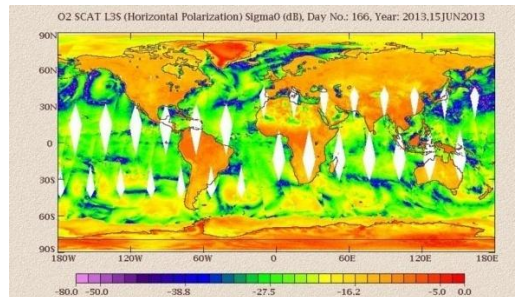 O2 SCAT L3S (Horizontal Polarization) Sigma0 (dB), Day No.: 166, Year: 2013,15JUN2013
90N
60N
30N
0
30S
60S
90S
180W 120W 60W 0 60E 120E 180E
-80.0 -50.0 -38.8 -27.5 -16.2 -5.0 0.0